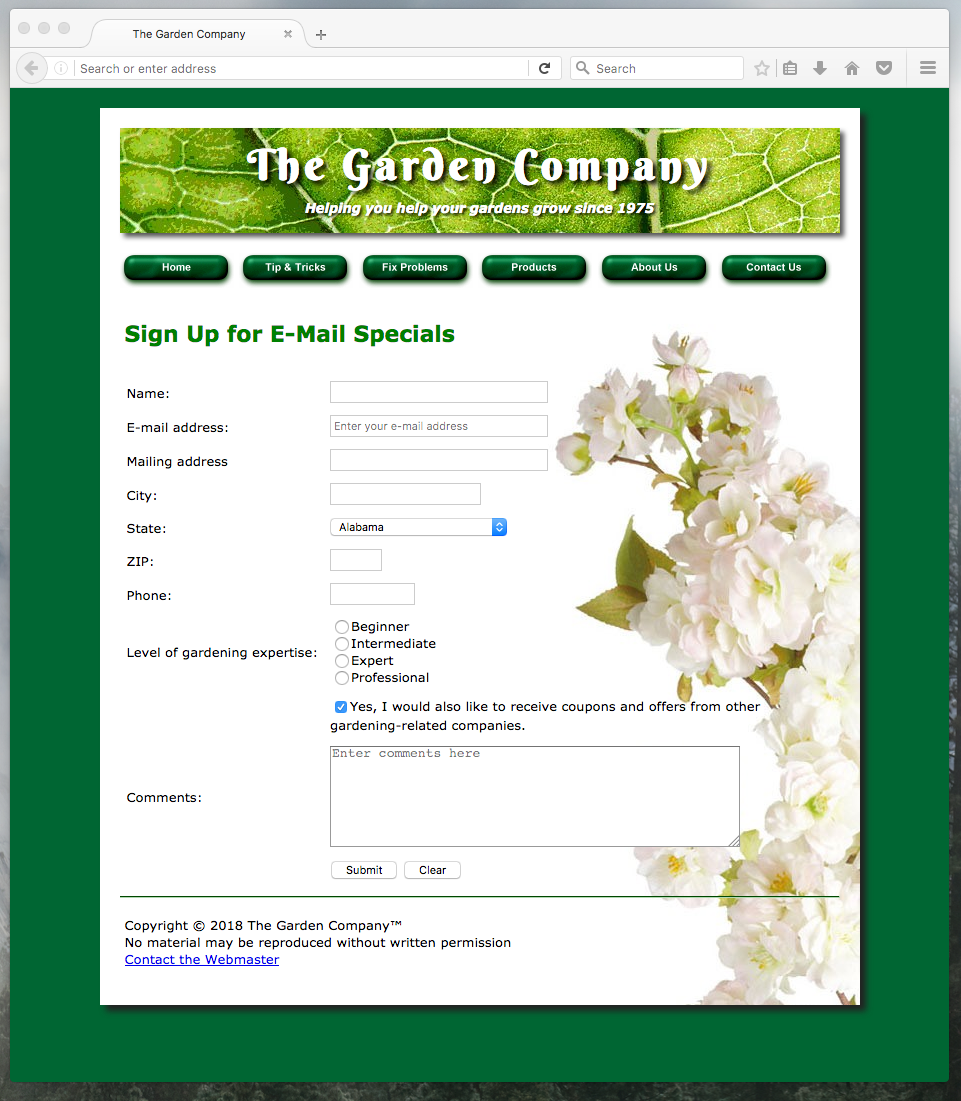 The Garden Company
Search or enter address
Search
The Garden Company
Helping you help your gardens grow since 1975
Home Tip & Tricks Fix Problems Products About Us Contact Us
Sign Up for E-Mail Specials
Name:
E-mail address: Enter your e-mail address
Mailing address
City:
State: Alabama
ZIP:
Phone:
Level of gardening expertise:
Beginner
Intermediate
Expert
Professional
Yes, I would also like to receive coupons and offers from other
gardening-related companies.
Comments:
Enter comments here
Submit Clear
Copyright © 2018 The Garden Company™
No material may be reproduced without written permission
Contact the Webmaster